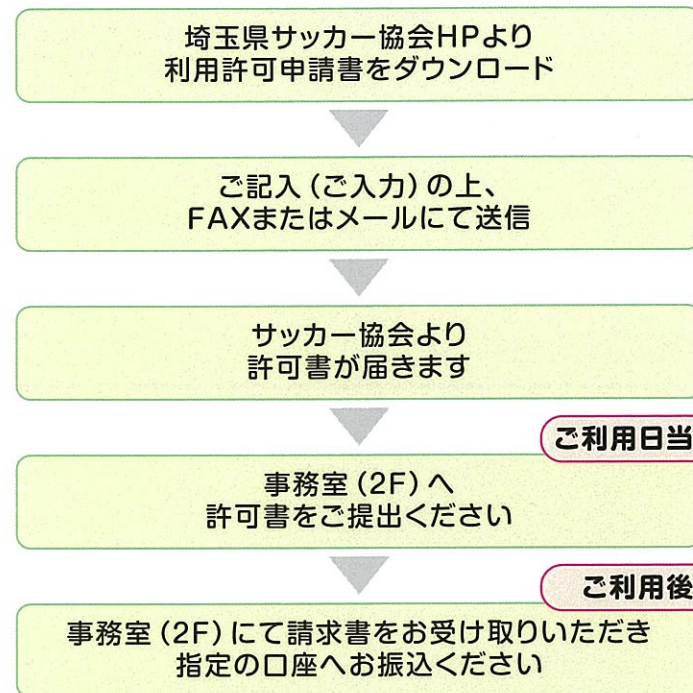 埼玉県サッカー協会HPより
利用許可申請書をダウンロード
ご記入（ご入力）の上、
FAXまたはメールにて送信
サッカー協会より
許可書が届きます
ご利用日当
事務室（2F）へ
許可書をご提出ください
ご利用後
事務室（2F）にて請求書をお受け取りいただき
指定の口座へお振込ください